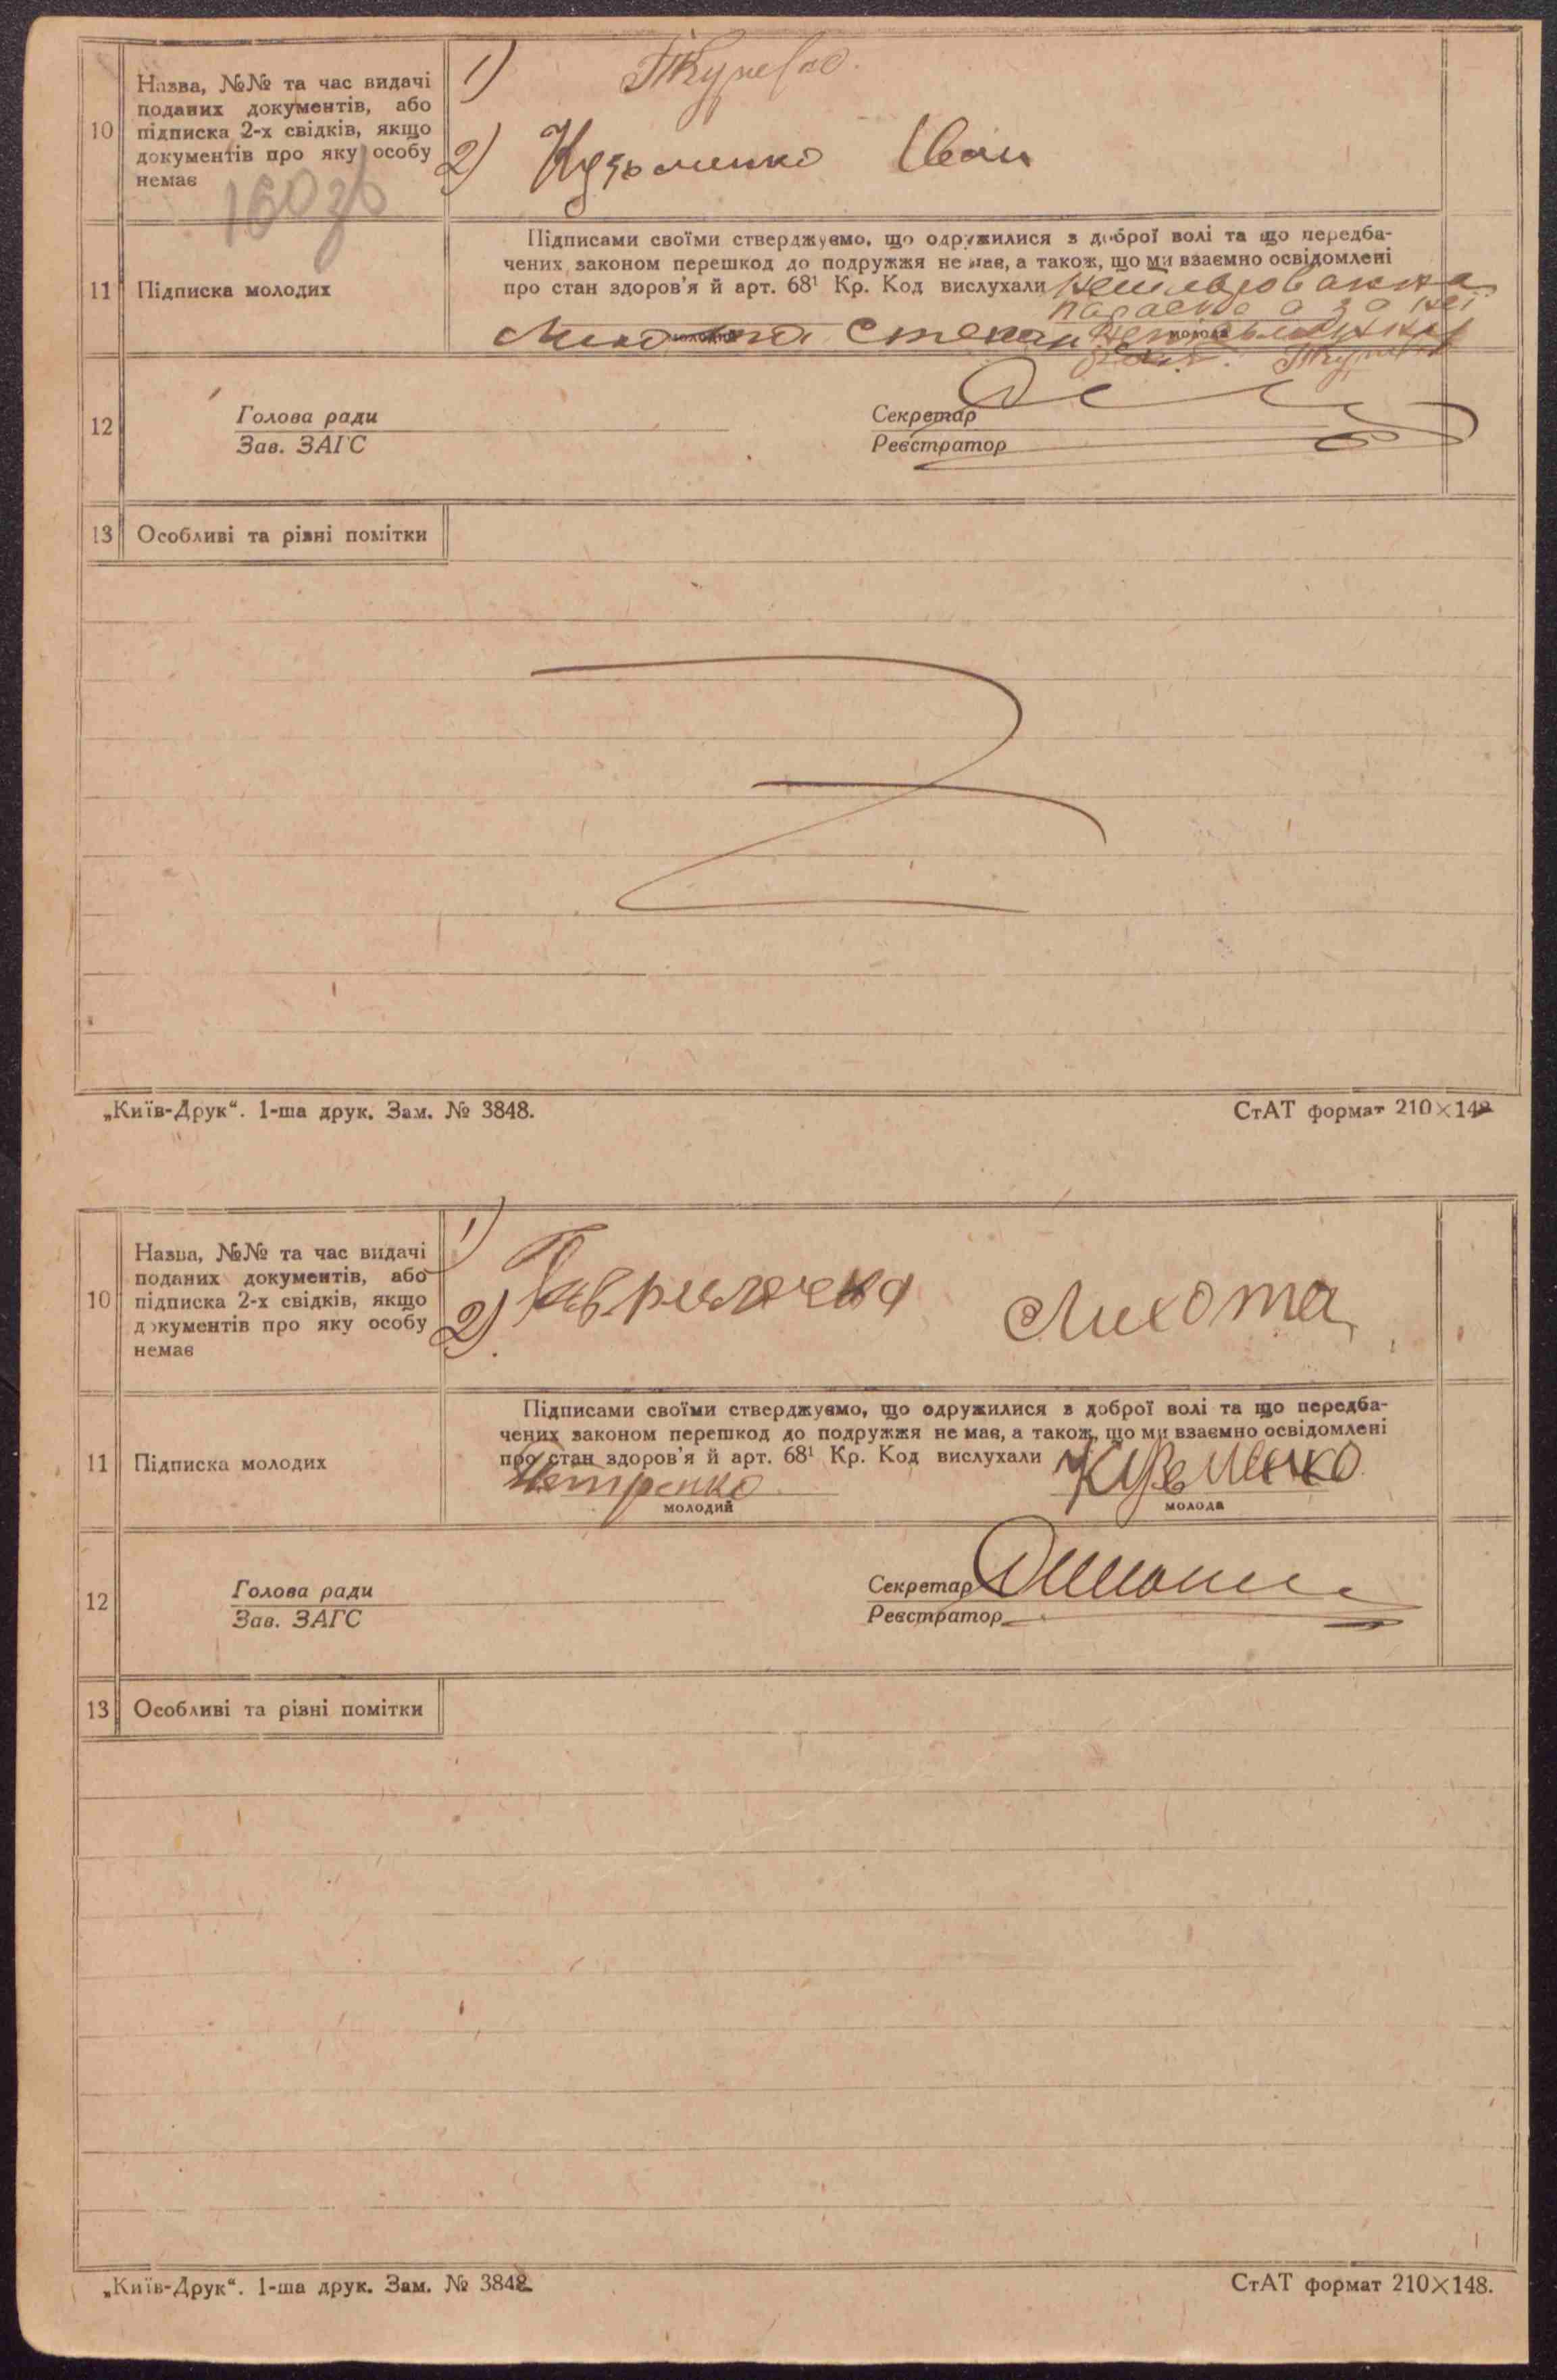 10
Назва, №№ та час видачі
поданих документів, або
підписка 2-х свідків, якщо
документів про яку особу
немає
1)
2) Кузьменко Іван
160 зв
11
Підписка молодих
Підписами своїми стверджуємо, що одружилися з доброї волі та що передба-
чених законом перешкод до подружжя не має, а також, що ми взаємно освідомлені
про стан здоров'я й арт. 68¹ Кр. Код вислухали
за неї
Степан
молода
12
Голова ради
Зав. ЗАГС
Секретар
Реєстратор
13
Особливі та різні помітки
„Київ-Друк“. 1-ша друк. Зам. № 3848.
СтАТ формат 210×148
10
Назва, №№ та час видачі
поданих документів, або
підписка 2-х свідків, якщо
документів про яку особу
немає
1)
2)
Лихота
11
Підписка молодих
Підписами своїми стверджуємо, що одружилися з доброї волі та що передба-
чених законом перешкод до подружжя не має, а також, що ми взаємно освідомлені
про стан здоров'я й арт. 68¹ Кр. Код вислухали
Петренко
Кузьменко
молодий
молода
12
Голова ради
Зав. ЗАГС
Секретар
Реєстратор
13
Особливі та різні помітки
„Київ-Друк“. 1-ша друк. Зам. № 3848.
СтАТ формат 210×148.